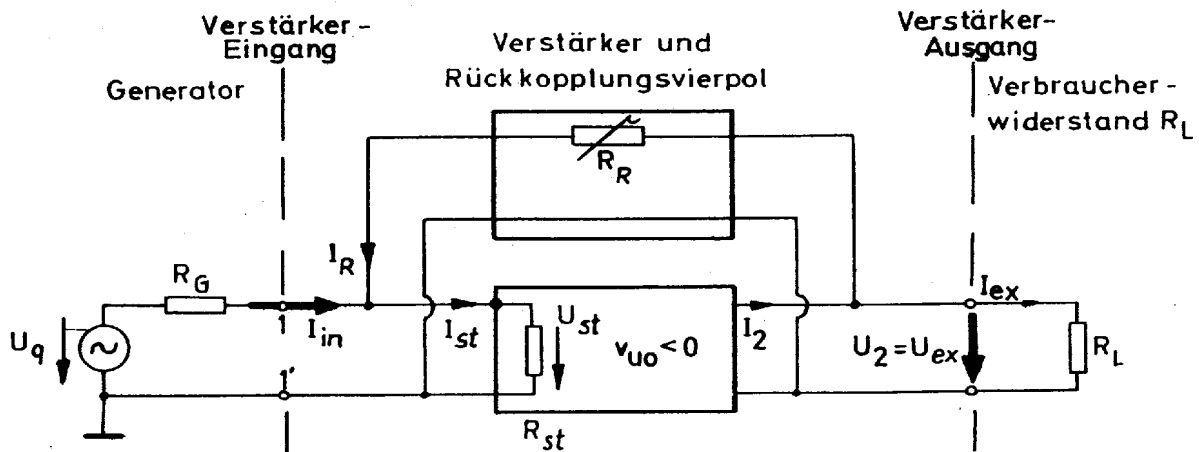 Verstärker-
Eingang
Generator
Verstärker und
Rückkopplungsvierpol
Verstärker-
Ausgang
Verbraucher-
widerstand R_L
R_R
I_R
R_G
U_q
1
I_in
1'
I_st
U_st
R_st
v_uo < 0
I_2
I_ex
U_2 = U_ex
R_L